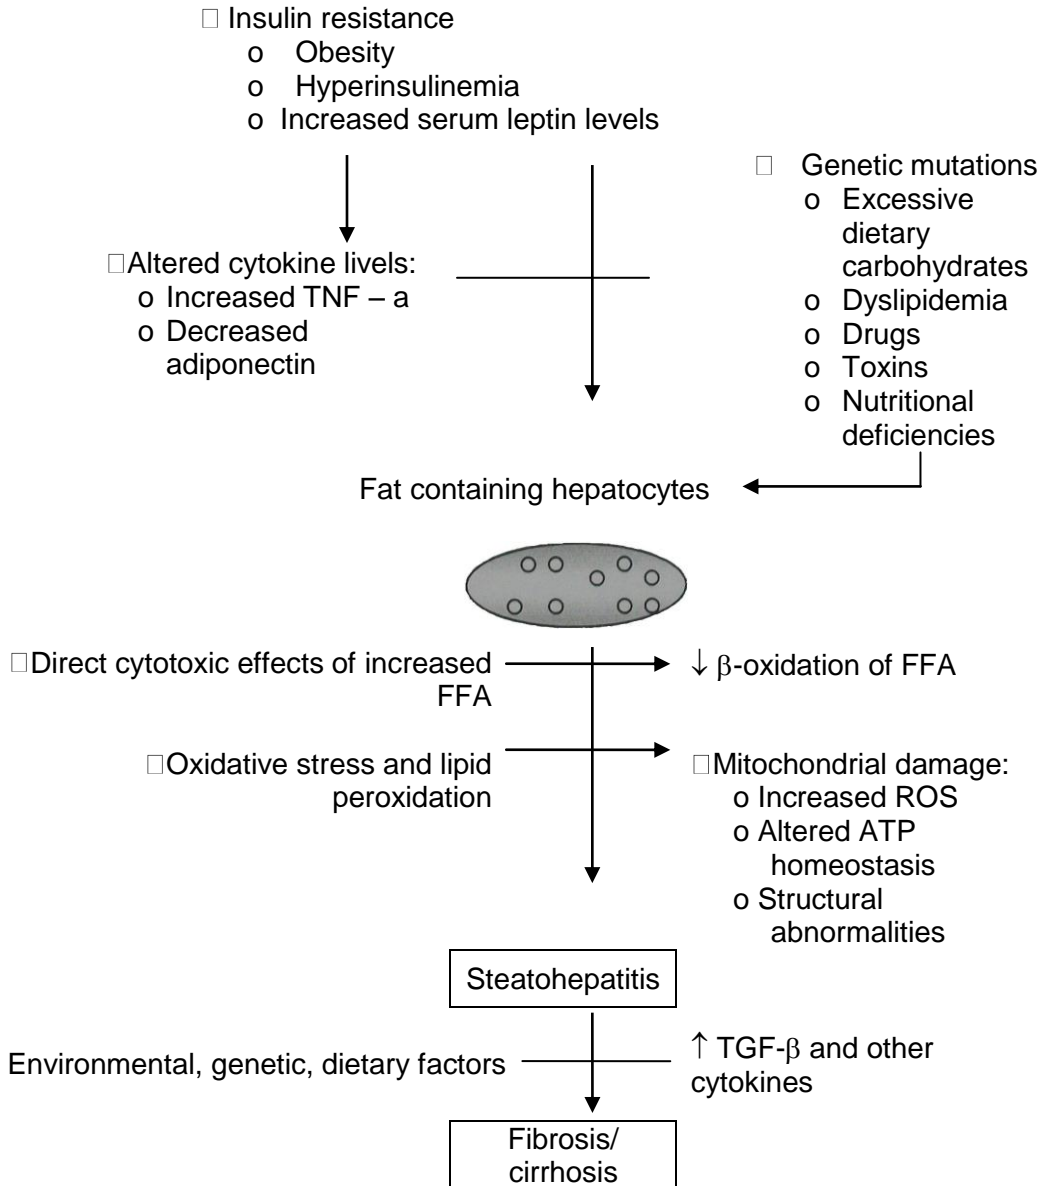 □ Insulin resistance
o Obesity
o Hyperinsulinemia
o Increased serum leptin levels
□ Genetic mutations
o Excessive
dietary
carbohydrates
o Dyslipidemia
o Drugs
o Toxins
o Nutritional
deficiencies
□Altered cytokine livels:
o Increased TNF – a
o Decreased
adiponectin
Fat containing hepatocytes
□Direct cytotoxic effects of increased
FFA
↓ β-oxidation of FFA
□Oxidative stress and lipid
peroxidation
□Mitochondrial damage:
o Increased ROS
o Altered ATP
homeostasis
o Structural
abnormalities
Steatohepatitis
Environmental, genetic, dietary factors
↑ TGF-β and other
cytokines
Fibrosis/
cirrhosis